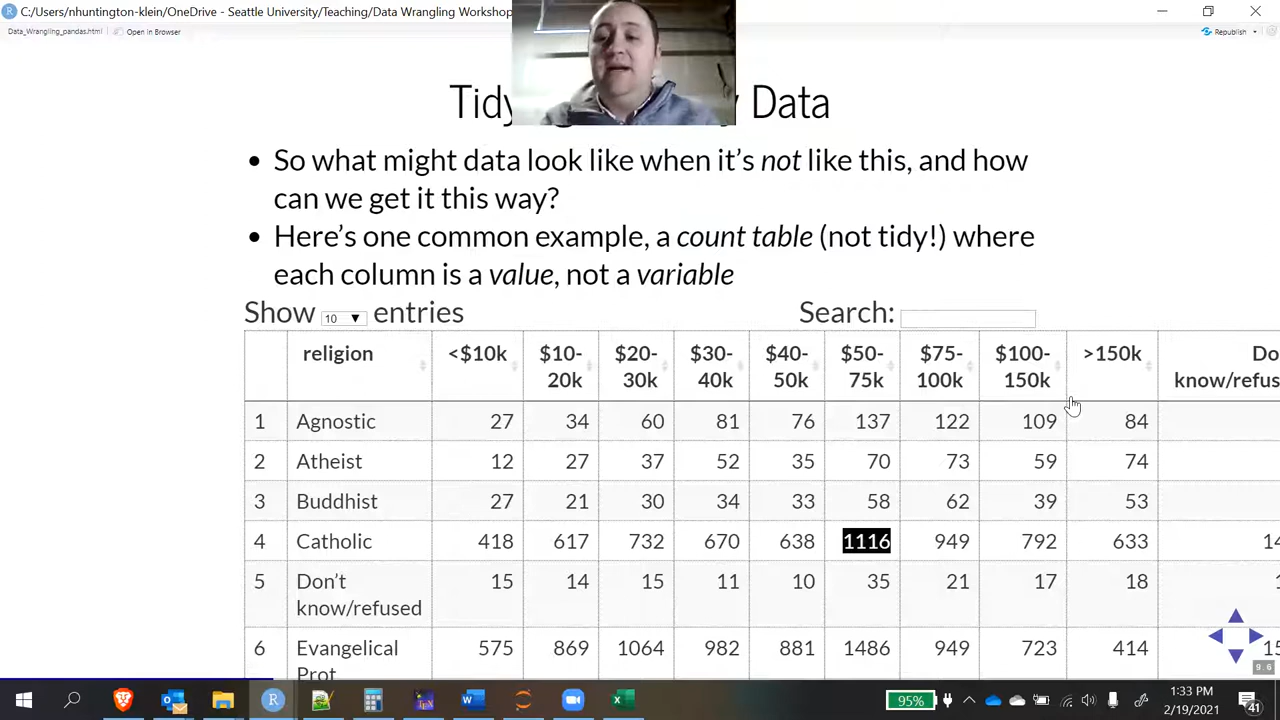 C:/Users/nhuntington-klein/OneDrive - Seattle University/Teaching/Data Wrangling Workshop
Data_Wrangling_pandas.html Open in Browser Republish
Data
So what might data look like when it's not like this, and how
can we get it this way?
Here's one common example, a count table (not tidy!) where
each column is a value, not a variable
Show 10 entries Search:
religion <$10k $10- $20- $30- $40- $50- $75- $100- >150k
20k 30k 40k 50k 75k 100k 150k
1 Agnostic 27 34 60 81 76 137 122 109 84
2 Atheist 12 27 37 52 35 70 73 59 74
3 Buddhist 27 21 30 34 33 58 62 39 53
4 Catholic 418 617 732 670 638 1116 949 792 633
5 Don't 15 14 15 11 10 35 21 17 18
know/refused
6 Evangelical 575 869 1064 982 881 1486 949 723 414
Prot
9.6
95% 1:33 PM
2/19/2021 41